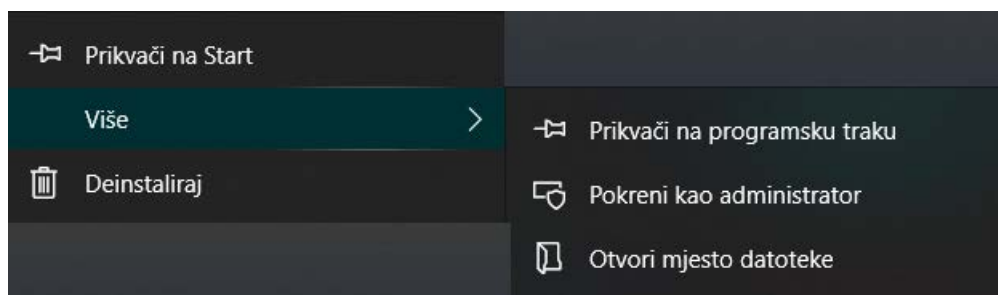 Prikvači na Start
Više
Deinstaliraj
Prikvači na programsku traku
Pokreni kao administrator
Otvori mjesto datoteke